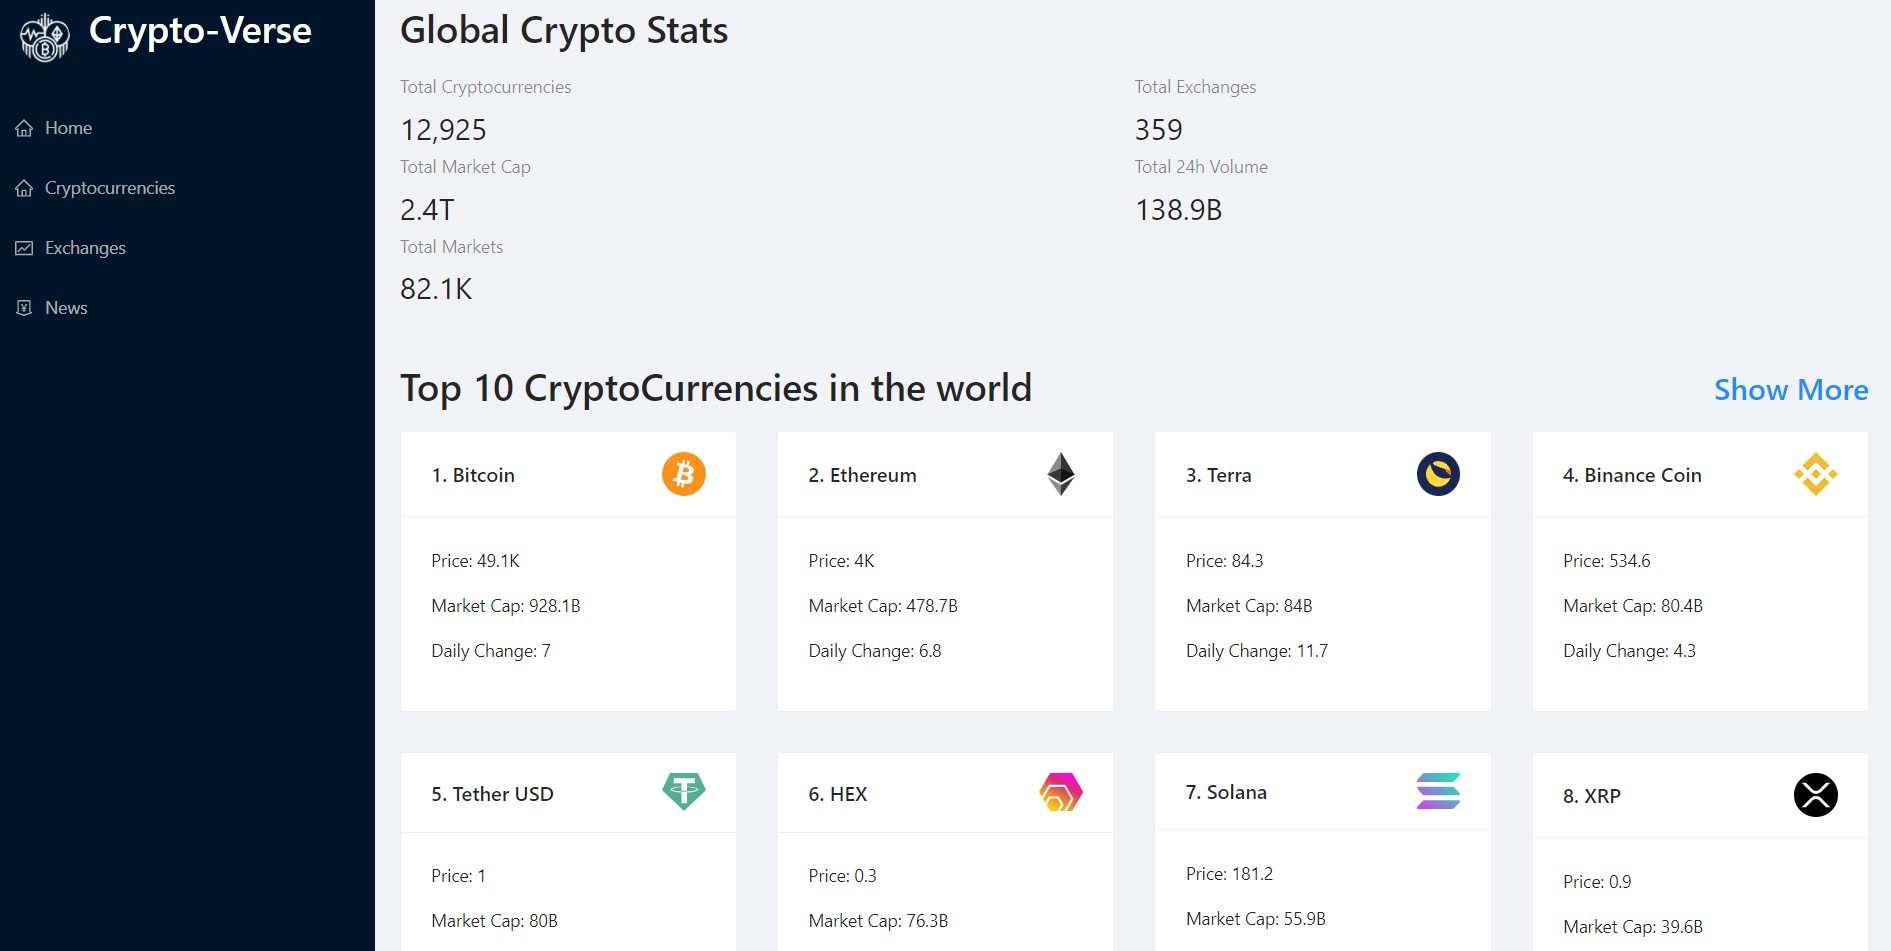 Crypto-Verse
Home
Cryptocurrencies
Exchanges
News
Global Crypto Stats
Total Cryptocurrencies
12,925
Total Exchanges
359
Total Market Cap
2.4T
Total 24h Volume
138.9B
Total Markets
82.1K
Top 10 CryptoCurrencies in the world
Show More
1. Bitcoin
Price: 49.1K
Market Cap: 928.1B
Daily Change: 7
2. Ethereum
Price: 4K
Market Cap: 478.7B
Daily Change: 6.8
3. Terra
Price: 84.3
Market Cap: 84B
Daily Change: 11.7
4. Binance Coin
Price: 534.6
Market Cap: 80.4B
Daily Change: 4.3
5. Tether USD
Price: 1
Market Cap: 80B
6. HEX
Price: 0.3
Market Cap: 76.3B
7. Solana
Price: 181.2
Market Cap: 55.9B
8. XRP
Price: 0.9
Market Cap: 39.6B